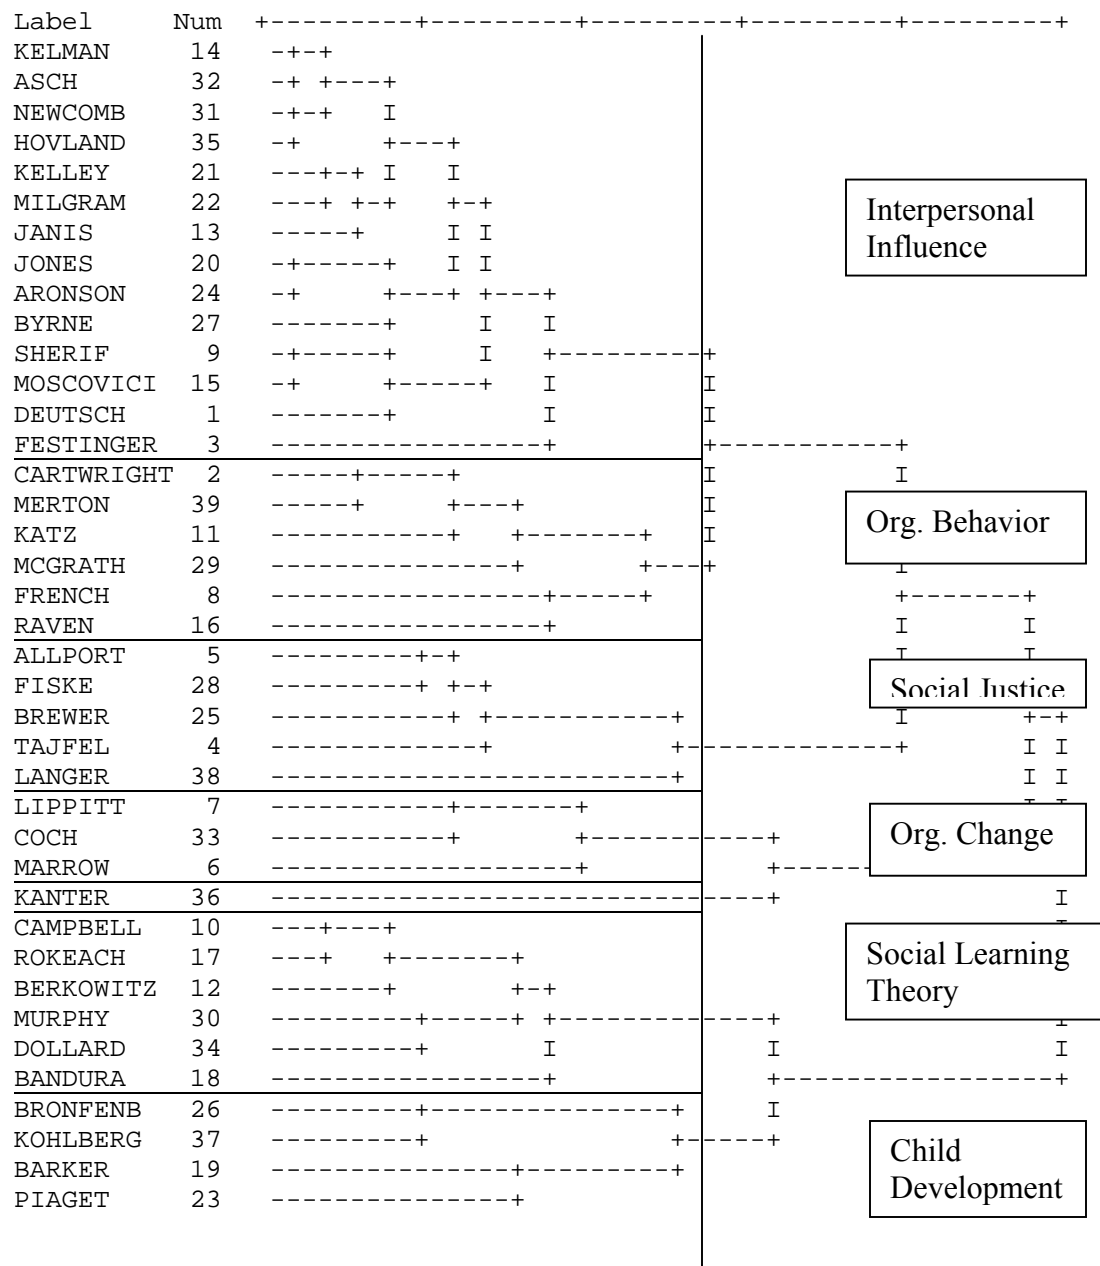 Label Num +---------+---------+---------+---------+---------+
KELMAN 14 -+-+
ASCH 32 -+ +---+
NEWCOMB 31 -+-+ I
HOVLAND 35 -+ +---+
KELLEY 21 ---+-+ I I
MILGRAM 22 ---+ +-+ +-+
JANIS 13 -----+ I I
JONES 20 -+-----+ I I
ARONSON 24 -+ +---+ +---+
BYRNE 27 -------+ I I
SHERIF 9 -+-----+ I +---------+
MOSCOVICI 15 -+ +-----+ I I
DEUTSCH 1 -------+ I I
FESTINGER 3 -----------------+ +-----------+
CARTWRIGHT 2 -----+-----+ I I
MERTON 39 -----+ +---+ I
KATZ 11 -----------+ +-------+ I
MCGRATH 29 ---------------+ +---+ I
FRENCH 8 -----------------+-----+ +-------+
RAVEN 16 -----------------+ I I
ALLPORT 5 ---------+-+ I I
FISKE 28 ---------+ +-+
BREWER 25 -----------+ +-----------+ I +-+
TAJFEL 4 -------------+ +-------------+ I I
LANGER 38 -------------------------+ I I
LIPPITT 7 -----------+-------+ I I
COCH 33 -----------+ +-----------+
MARROW 6 -------------------+ +------
KANTER 36 -------------------------------+ I
CAMPBELL 10 ---+---+
ROKEACH 17 ---+ +-------+
BERKOWITZ 12 -------+ +-+
MURPHY 30 ---------+-----+ +-------------+ I
DOLLARD 34 ---------+ I I I
BANDURA 18 -----------------+ +-----------------+
BRONFENB 26 ---------+---------------+ I
KOHLBERG 37 ---------+ +-----+
BARKER 19 ---------------+---------+
PIAGET 23 ---------------+
Interpersonal
Influence
Org. Behavior
Social Justice
Org. Change
Social Learning
Theory
Child
Development